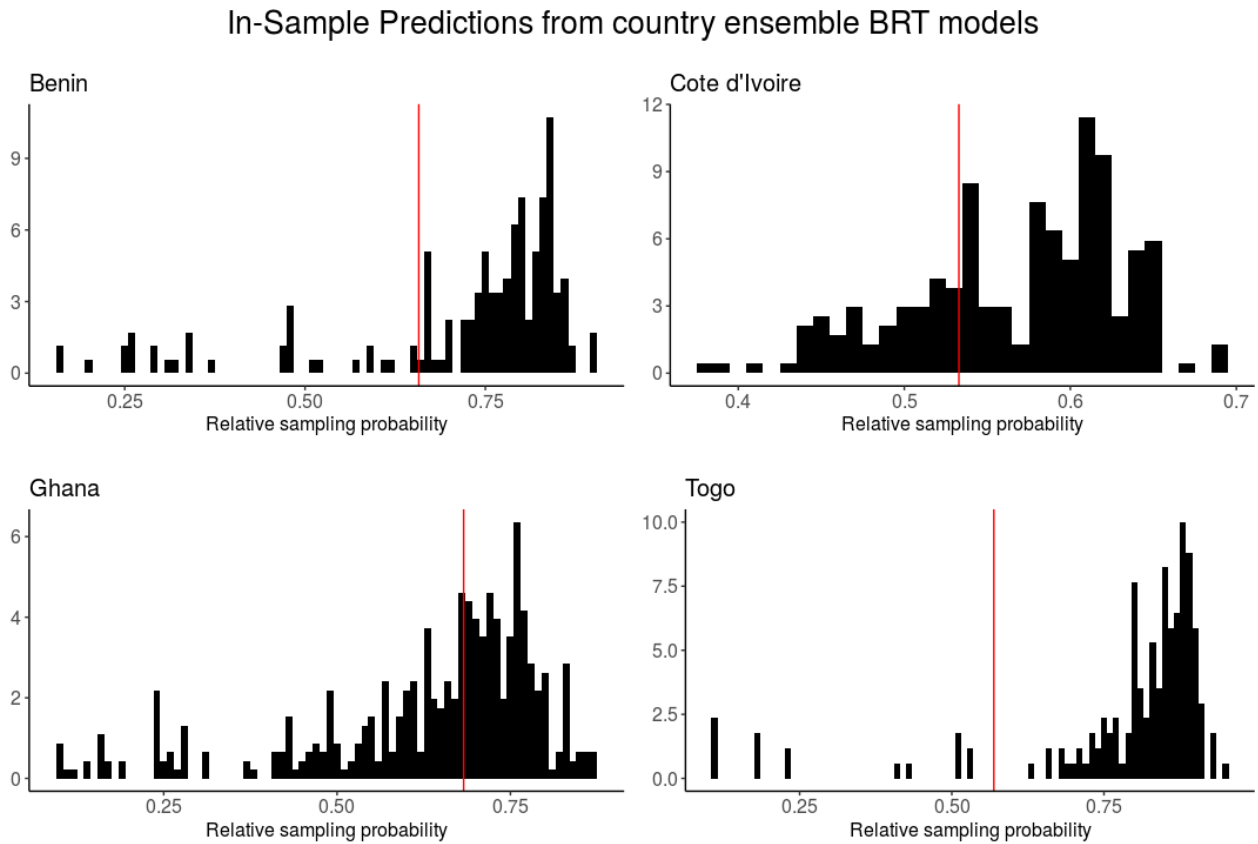 In-Sample Predictions from country ensemble BRT models
Benin
9
6
3
0
0.25 0.50 0.75
Relative sampling probability
Cote d'Ivoire
12
9
6
3
0
0.4 0.5 0.6 0.7
Relative sampling probability
Ghana
6
4
2
0
0.25 0.50 0.75
Relative sampling probability
Togo
10.0
7.5
5.0
2.5
0.0
0.25 0.50 0.75
Relative sampling probability